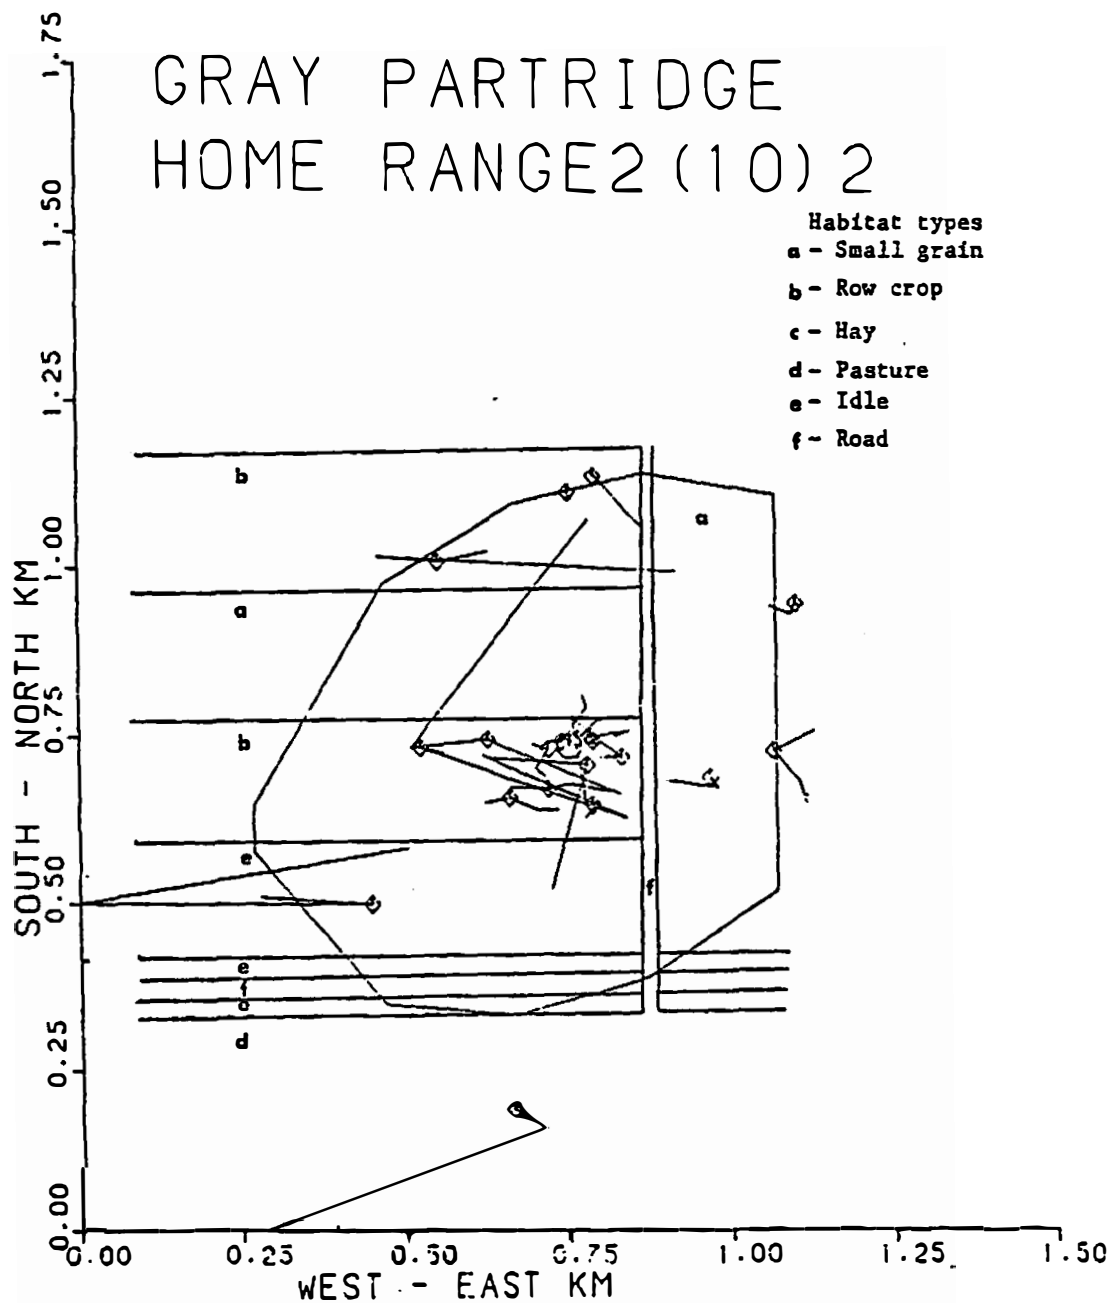 GRAY PARTRIDGE
HOME RANGE2(10)2
Habitat types
a - Small grain
b - Row crop
c - Hay
d - Pasture
e - Idle
f - Road
1.75
1.50
1.25
1.00
0.75
0.50
0.25
0.00
SOUTH - NORTH KM
b
a
a
b
e
f
e
f
d
0.00
0.25
0.50
0.75
1.00
1.25
1.50
WEST - EAST KM